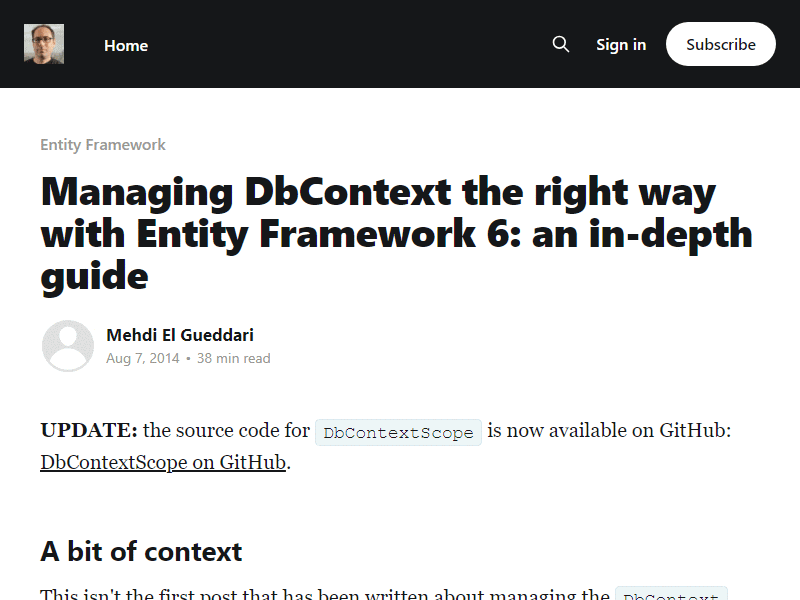 Home
Sign in
Subscribe
Entity Framework
Managing DbContext the right way
with Entity Framework 6: an in-depth
guide
Mehdi El Gueddari
Aug 7, 2014 • 38 min read
UPDATE: the source code for DbContextScope is now available on GitHub:
DbContextScope on GitHub.
A bit of context
This isn't the first post that has been written about managing the DbContext